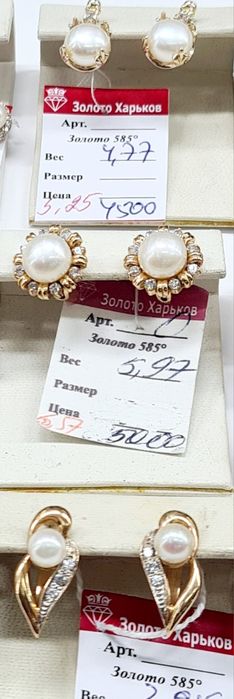 Золото Харьков
Арт.
Золото 585°
Вес 4,77
Размер
Цена
5,25 4500
Золото Харьков
Арт.
Золото 585°
Вес 5,97
Размер
Цена
5000
Золото Харьков
Арт.
Золото 585°
Вес